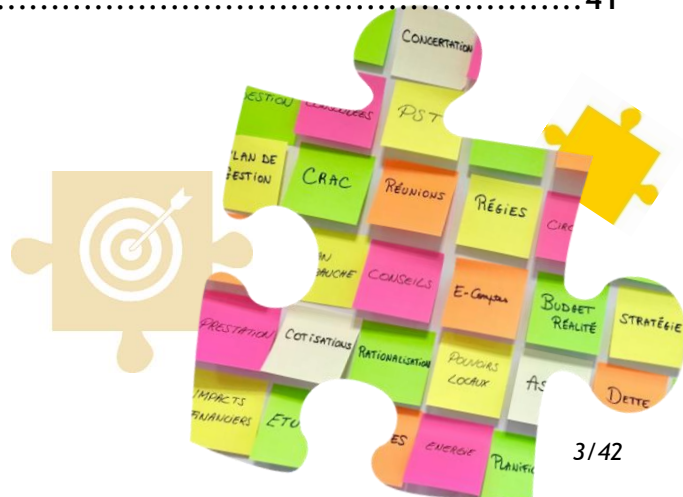 ........................................................41
CONCERTATION
PST
PLAN DE
GESTION
CRAC
RÉUNIONS
RÉGIES
CONSEILS
E-Comptes
BUDGET
RÉALITÉ
STRATÉGIE
PRESTATION
COTISATIONS
RATIONALISATION
POUVOIRS
LOCAUX
DETTE
IMPACTS
FINANCIERS
ENERGIE
3/42